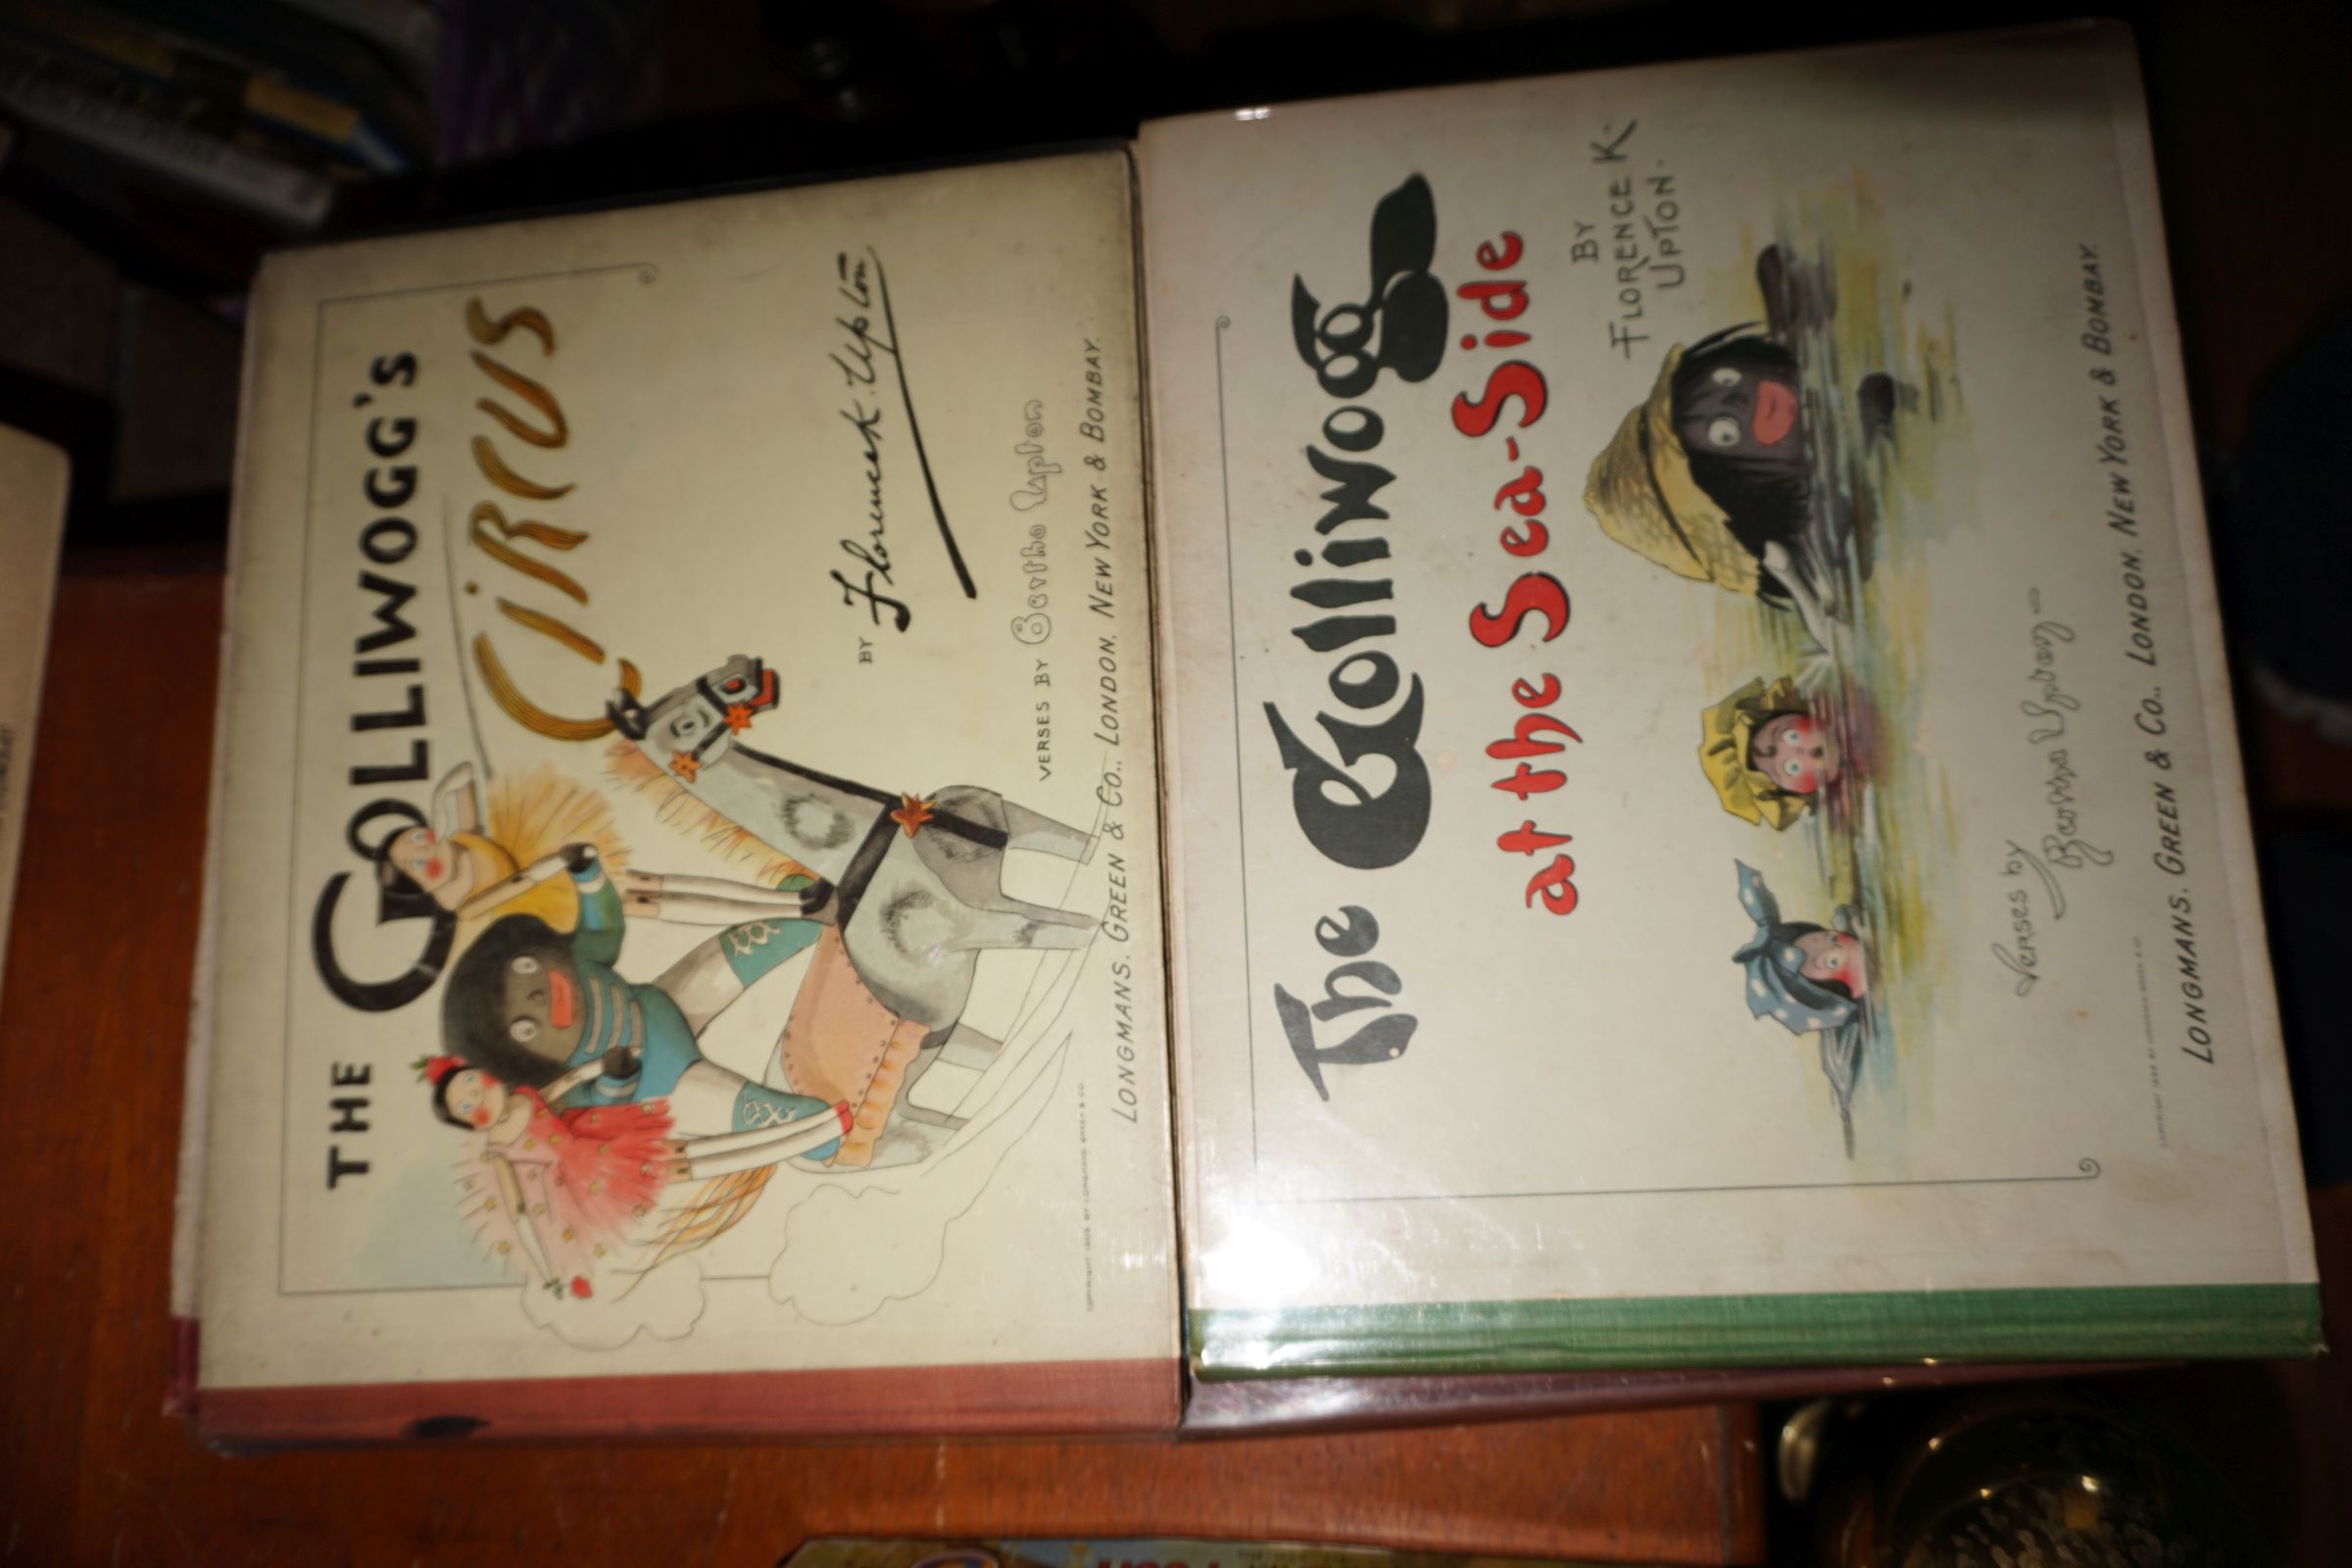 THE GOLLIWOGG'S
CIRCUS
BY Florence K. Upton
VERSES BY Bertha Upton
LONGMANS. GREEN & Co.. LONDON. NEW YORK & BOMBAY.
The Golliwogg
at the Sea-Side
BY
FLORENCE K.
UPTON.
Verses by
Bertha Upton
LONGMANS. GREEN & Co.. LONDON. NEW YORK & BOMBAY.